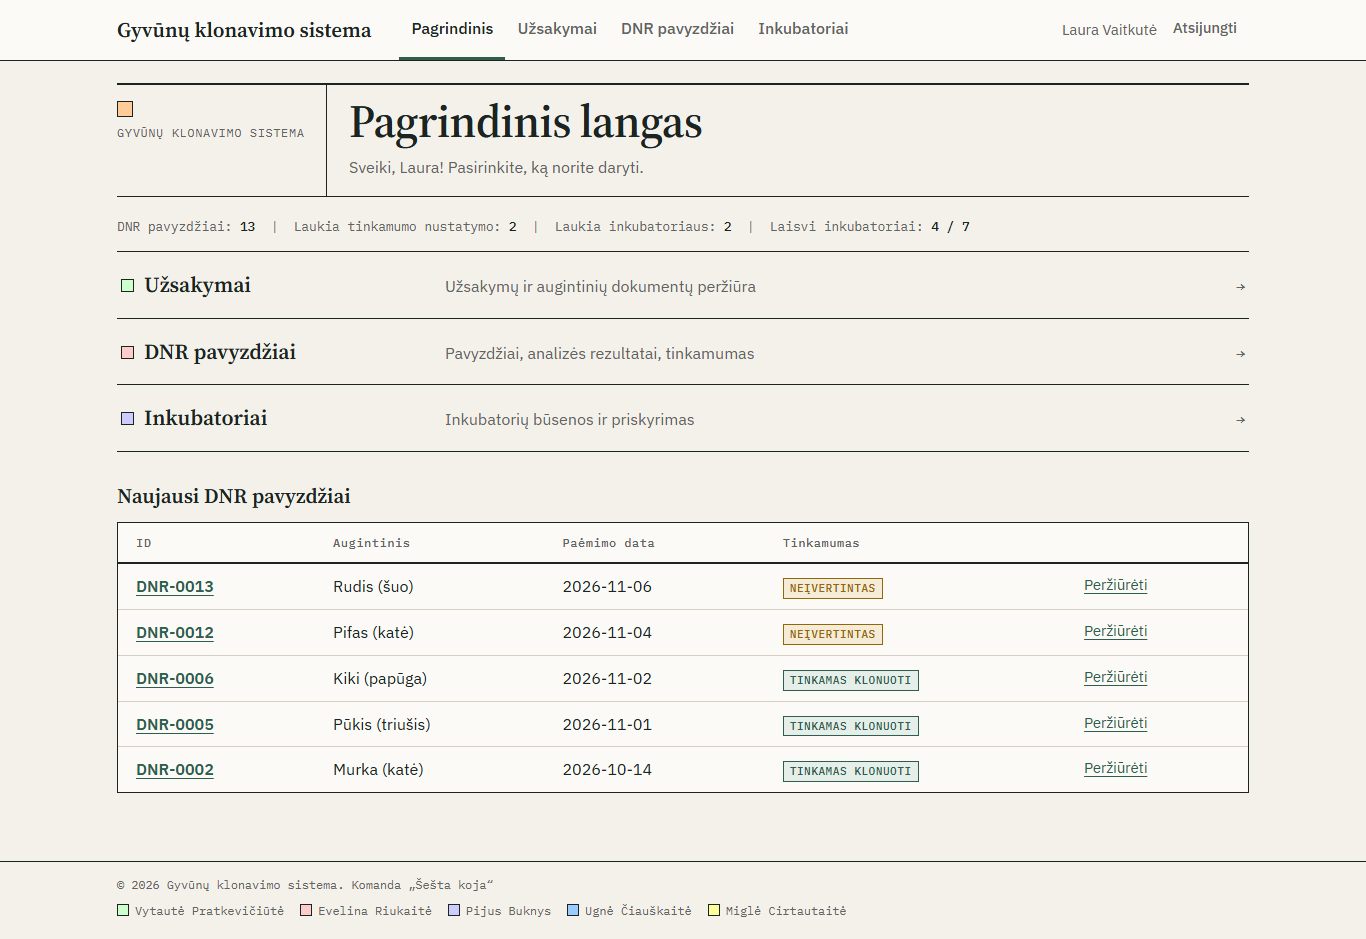 Gyvūnų klonavimo sistema Pagrindinis Užsakymai DNR pavyzdžiai Inkubatoriai Laura Vaitkutė Atsijungti
GYVŪNŲ KLONAVIMO SISTEMA
Pagrindinis langas
Sveiki, Laura! Pasirinkite, ką norite daryti.
DNR pavyzdžiai: 13 | Laukia tinkamumo nustatymo: 2 | Laukia inkubatoriaus: 2 | Laisvi inkubatoriai: 4 / 7
Užsakymai Užsakymų ir augintinių dokumentų peržiūra →
DNR pavyzdžiai Pavyzdžiai, analizės rezultatai, tinkamumas →
Inkubatoriai Inkubatorių būsenos ir priskyrimas →
Naujausi DNR pavyzdžiai
ID Augintinis Paėmimo data Tinkamumas
DNR-0013 Rudis (šuo) 2026-11-06 NEĮVERTINTAS Peržiūrėti
DNR-0012 Pifas (katė) 2026-11-04 NEĮVERTINTAS Peržiūrėti
DNR-0006 Kiki (papūga) 2026-11-02 TINKAMAS KLONUOTI Peržiūrėti
DNR-0005 Pūkis (triušis) 2026-11-01 TINKAMAS KLONUOTI Peržiūrėti
DNR-0002 Murka (katė) 2026-10-14 TINKAMAS KLONUOTI Peržiūrėti
© 2026 Gyvūnų klonavimo sistema. Komanda „Šešta koja“
Vytautė Pratkevičiūtė Evelina Riukaitė Pijus Buknys Ugnė Čiauškaitė Miglė Cirtautaitė